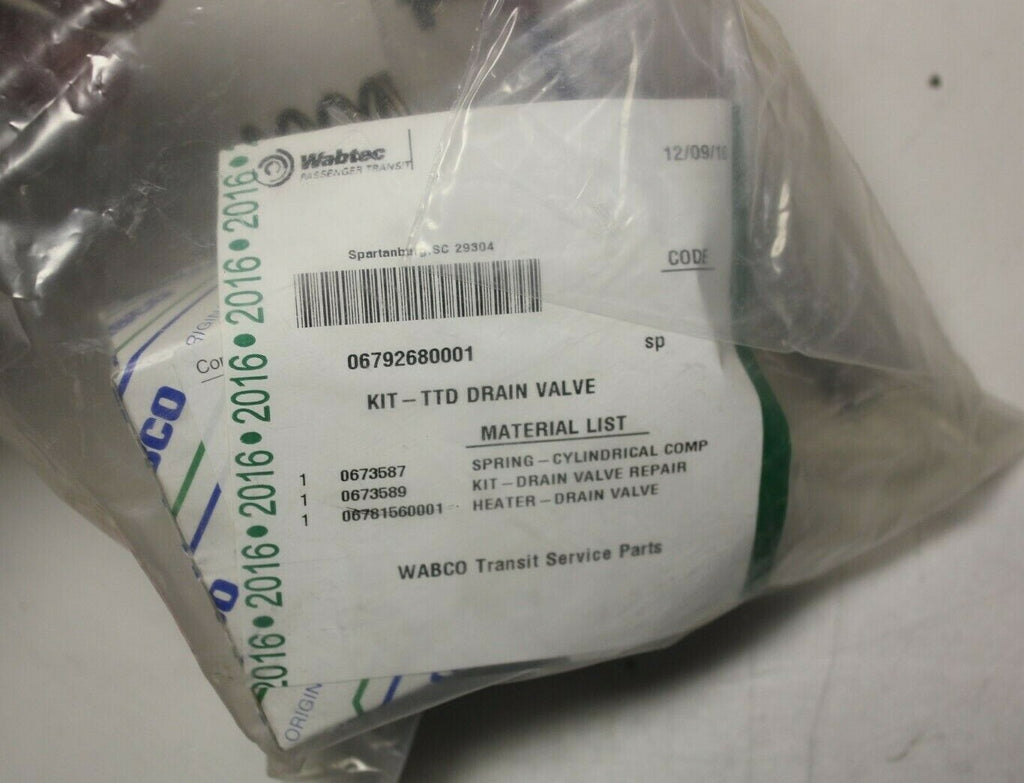 Wabtec
PASSENGER TRANSIT
12/09/16
SC 29304
CODE
06792680001
sp
KIT – TTD DRAIN VALVE
MATERIAL LIST
1 0673587 SPRING – CYLINDRICAL COMP
1 0673589 KIT – DRAIN VALVE REPAIR
1 06781560001 HEATER – DRAIN VALVE
WABCO Transit Service Parts
2016 • 2016 • 2016 • 2016 • 2016 • 2016 • 2016